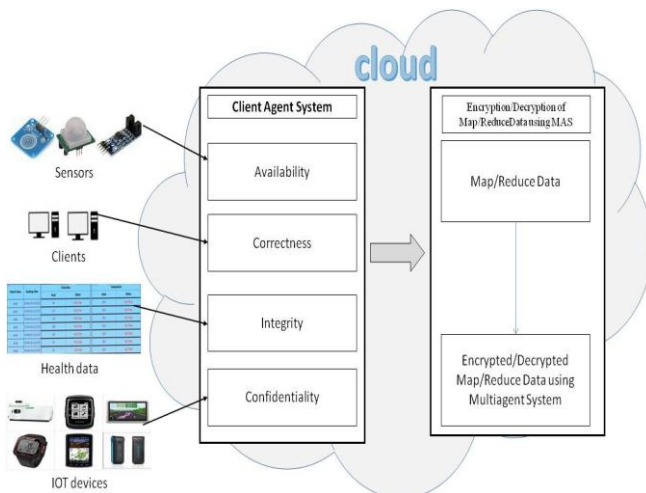 cloud
Client Agent System
Availability
Correctness
Integrity
Confidentiality
Encryption/Decryption of
Map/ReduceData using MAS
Map/Reduce Data
Encrypted/Decrypted
Map/Reduce Data using
Multiagent System
Sensors
Clients
Health data
IOT devices